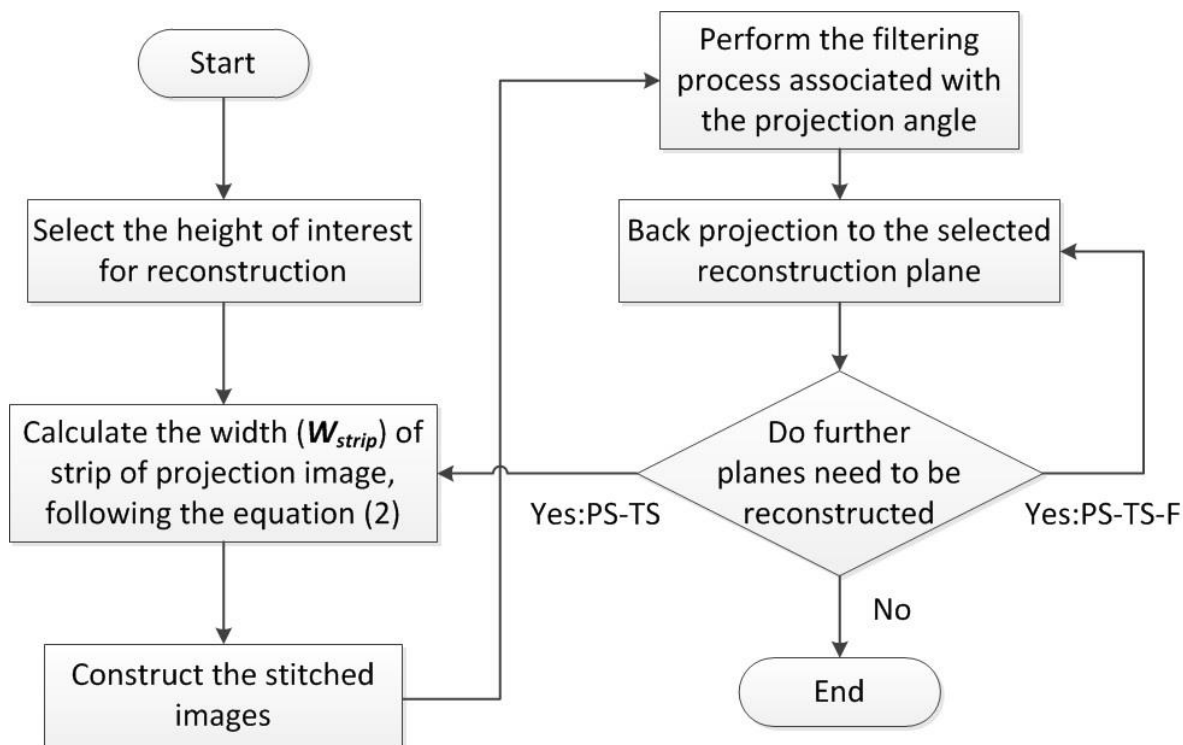 Start
Select the height of interest
for reconstruction
Calculate the width (W_strip) of
strip of projection image,
following the equation (2)
Construct the stitched
images
Perform the filtering
process associated with
the projection angle
Back projection to the selected
reconstruction plane
Do further
planes need to be
reconstructed
Yes:PS-TS
Yes:PS-TS-F
No
End